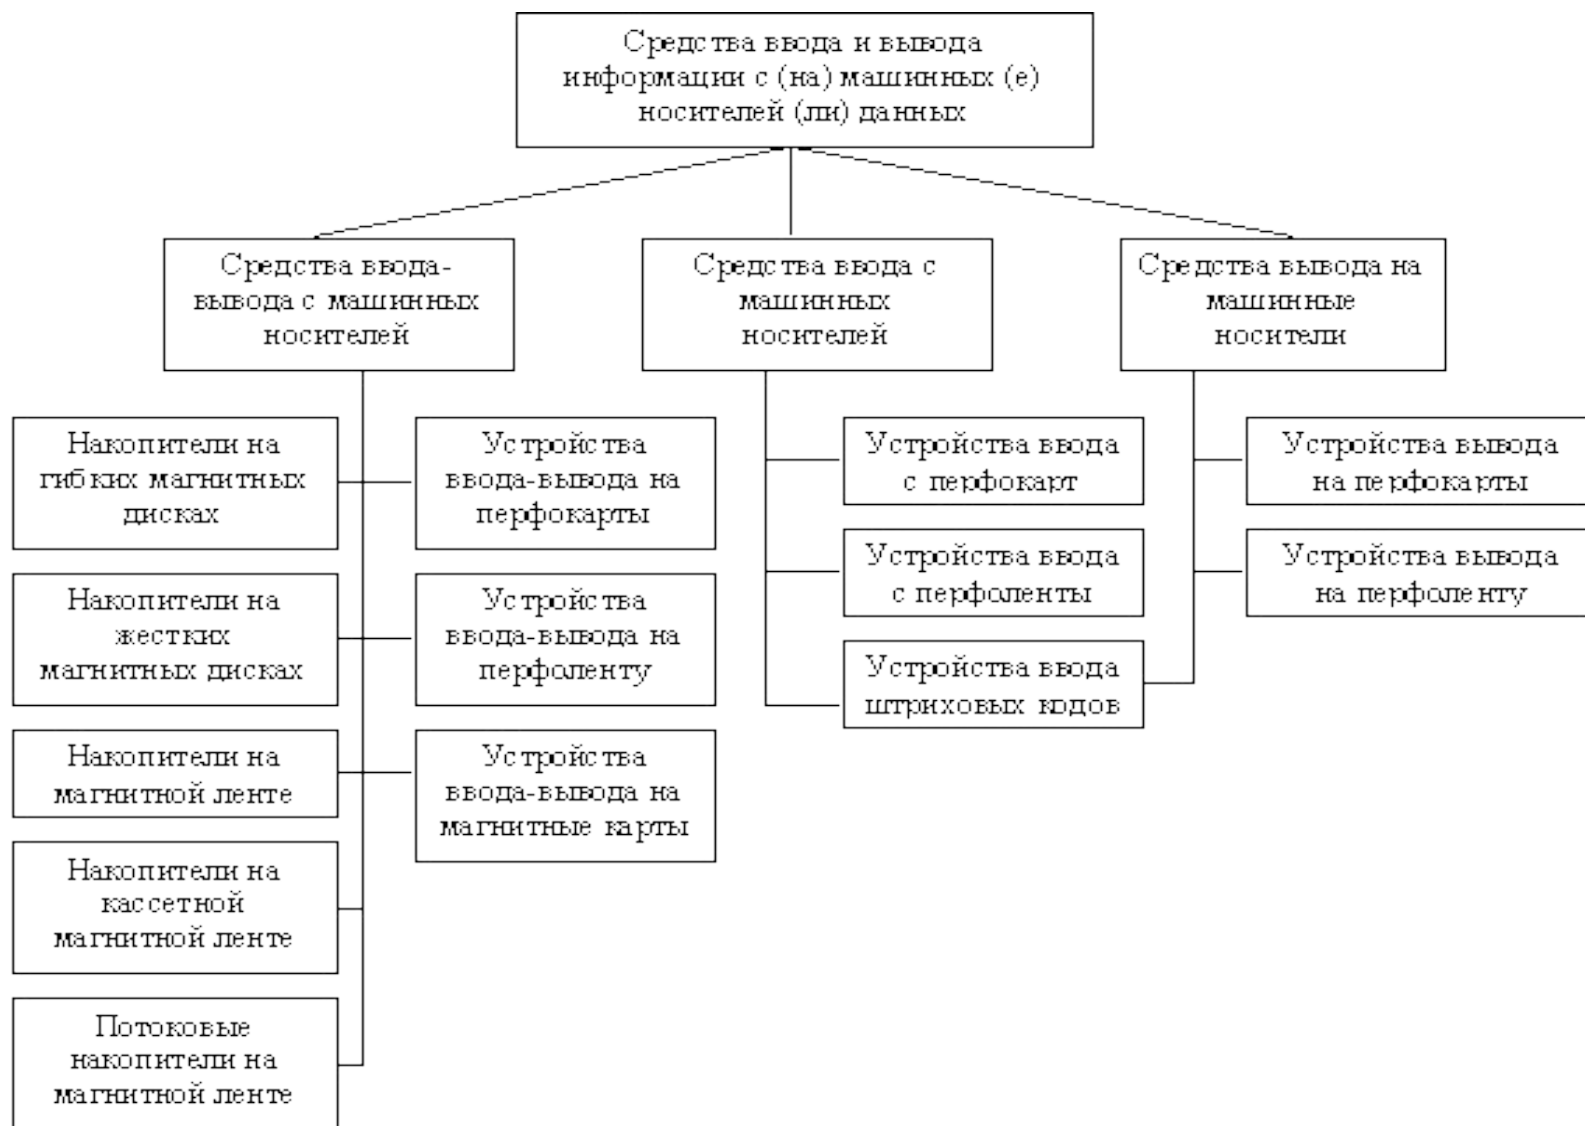 Средства ввода и вывода
информации с (на) машинных (е)
носителей (ли) данных
Средства ввода-
вывода с машинных
носителей
Средства ввода с
машинных
носителей
Средства вывода на
машинные
носители
Накопители на
гибких магнитных
дисках
Устройства
ввода-вывода на
перфокарты
Накопители на
жестких
магнитных дисках
Устройства
ввода-вывода на
перфоленту
Накопители на
магнитной ленте
Устройства
ввода-вывода на
магнитные карты
Накопители на
кассетной
магнитной ленте
Потоковые
накопители на
магнитной ленте
Устройства ввода
с перфокарт
Устройства ввода
с перфоленты
Устройства ввода
штриховых кодов
Устройства вывода
на перфокарты
Устройства вывода
на перфоленту